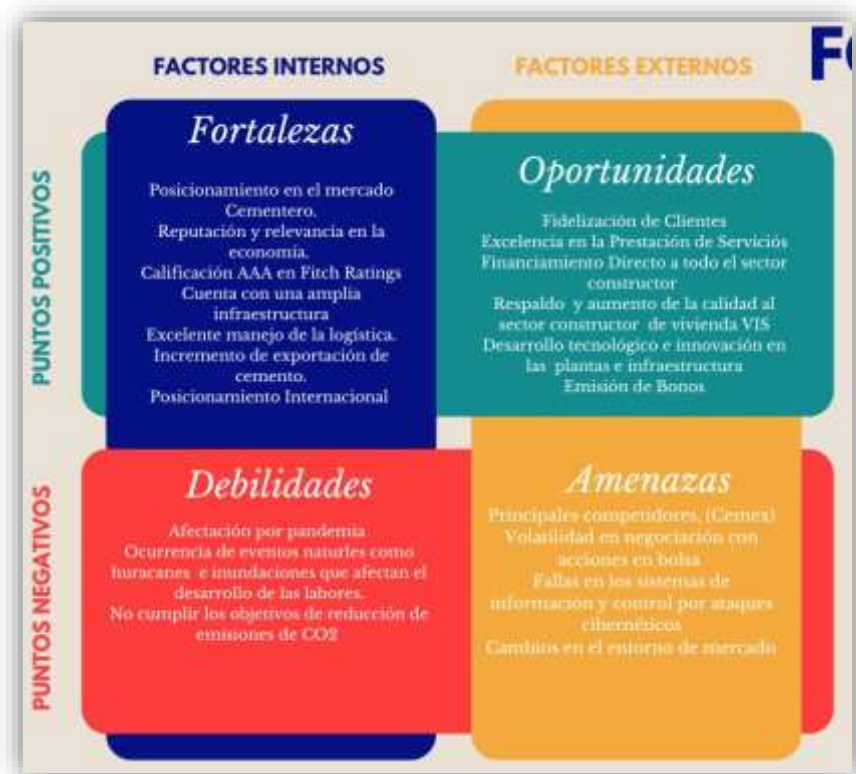 FACTORES INTERNOS
FACTORES EXTERNOS
PUNTOS POSITIVOS
Fortalezas
Posicionamiento en el mercado
Cementero.
Reputación y relevancia en la
economía.
Calificación AAA en Fitch Ratings
Cuenta con una amplia
infraestructura
Excelente manejo de la logística.
Incremento de exportación de
cemento.
Posicionamiento Internacional
Oportunidades
Fidelización de Clientes
Excelencia en la Prestación de Serviciós
Financiamiento Directo a todo el sector
constructor
Respaldo y aumento de la calidad al
sector constructor de vivienda VIS
Desarrollo tecnológico e innovación en
las plantas e infraestructura
Emisión de Bonos
PUNTOS NEGATIVOS
Debilidades
Afectación por pandemia
Ocurrencia de eventos naturles como
huracanes e inundaciones que afectan el
desarrollo de las labores.
No cumplir los objetivos de reducción de
emisiones de CO2
Amenazas
Principales competidores, (Cemex)
Volatilidad en negociación con
acciones en bolsa
Fallas en los sistemas de
información y control por ataques
cibernéticos
Cambios en el entorno de mercado